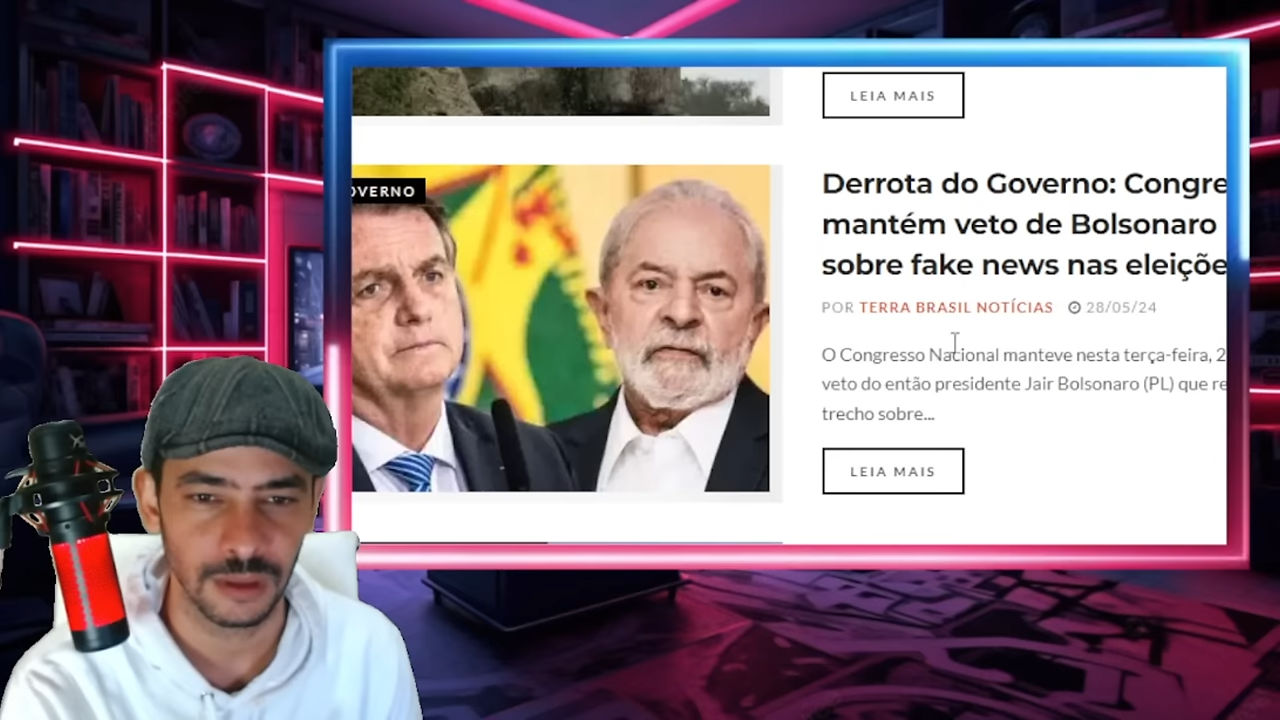 LEIA MAIS
OVERNO
Derrota do Governo: Congre
mantém veto de Bolsonaro
sobre fake news nas eleiçõe
POR TERRA BRASIL NOTÍCIAS 28/05/24
O Congresso Nacional manteve nesta terça-feira, 2
veto do então presidente Jair Bolsonaro (PL) que re
trecho sobre...
LEIA MAIS